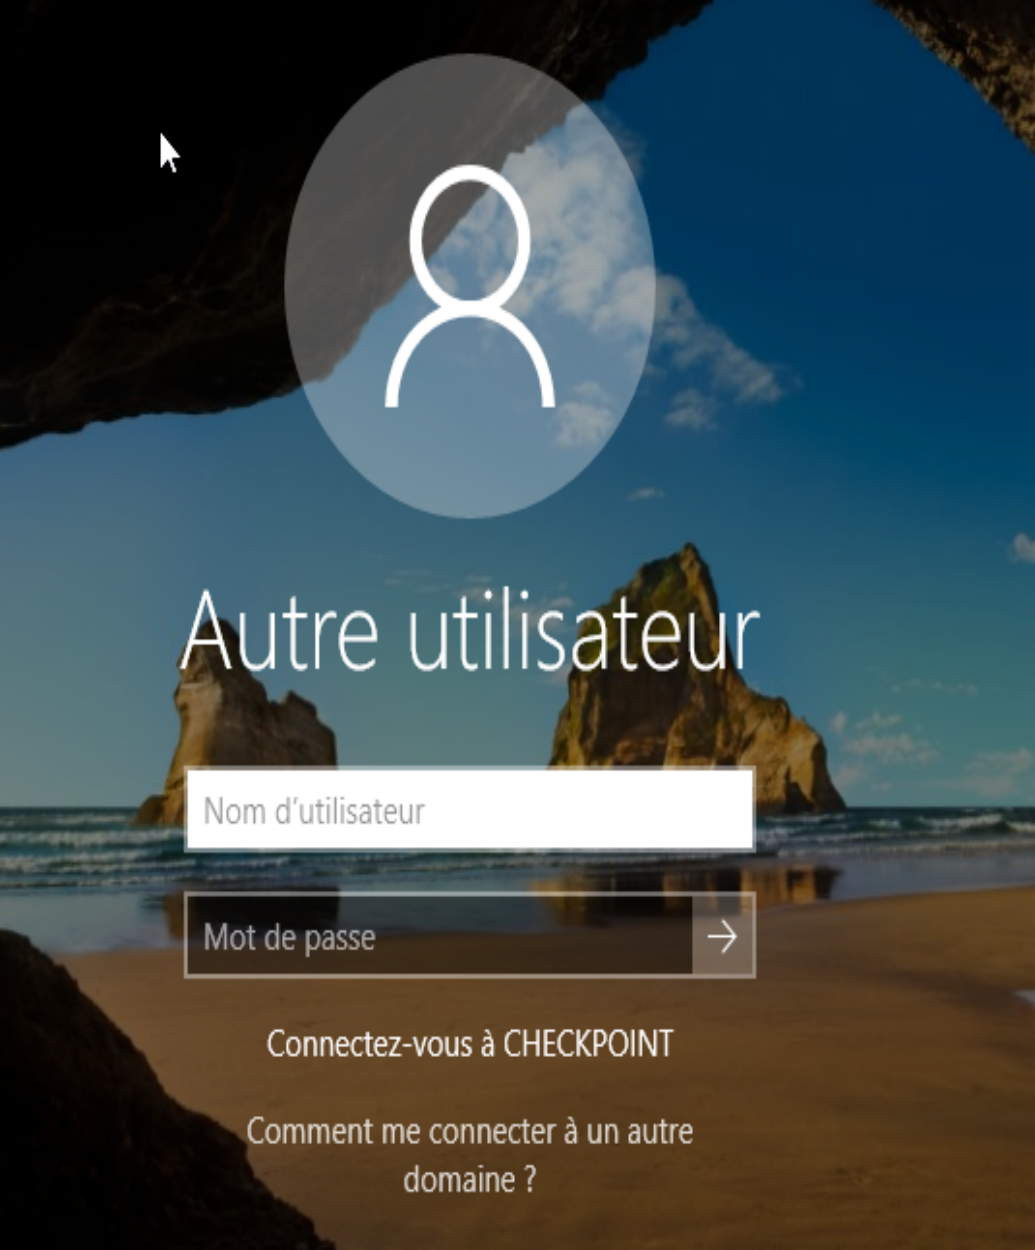 Autre utilisateur
Nom d’utilisateur
Mot de passe
Connectez-vous à CHECKPOINT
Comment me connecter à un autre
domaine ?